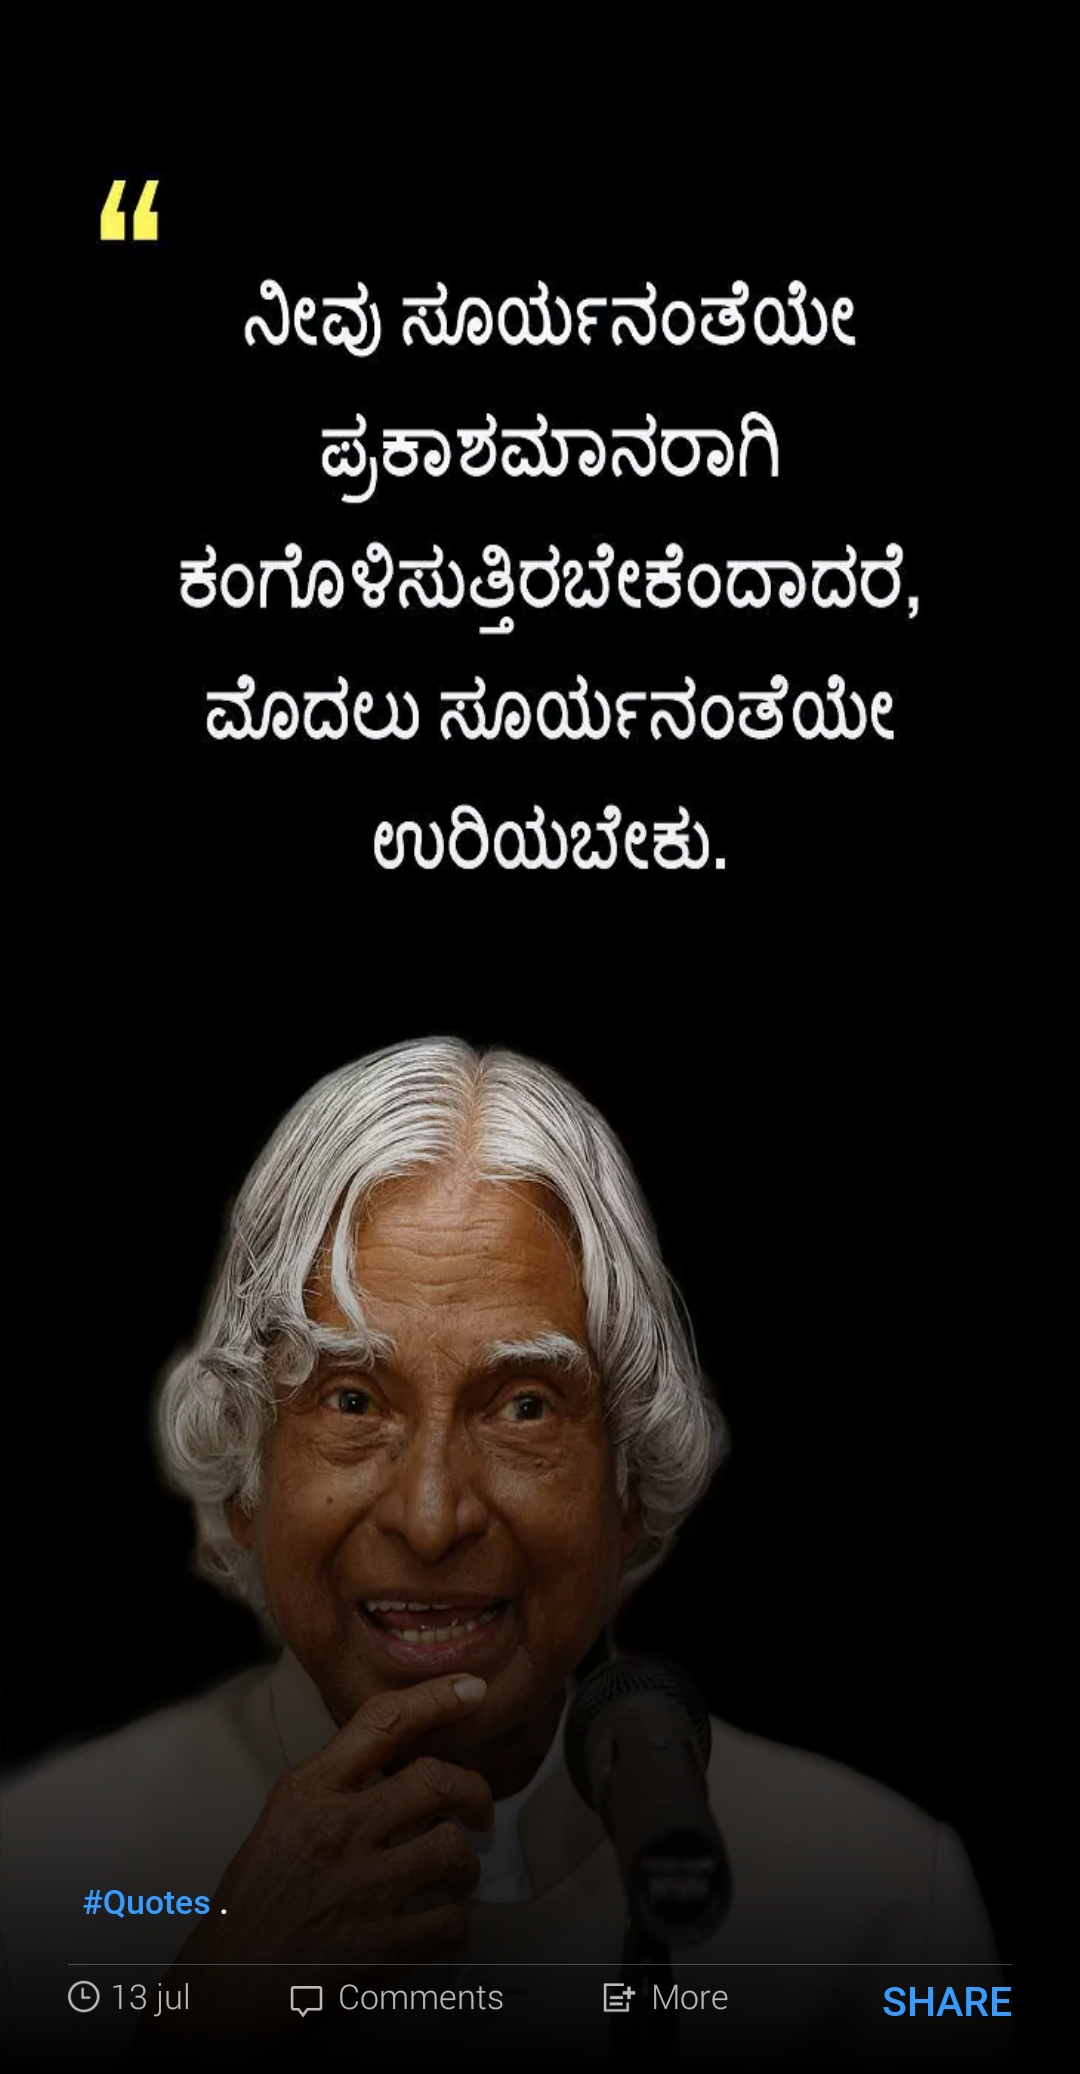 “
ನೀವು ಸೂರ್ಯನಂತೆಯೇ
ಪ್ರಕಾಶಮಾನರಾಗಿ
ಕಂಗೊಳಿಸುತ್ತಿರಬೇಕೆಂದಾದರೆ,
ಮೊದಲು ಸೂರ್ಯನಂತೆಯೇ
ಉರಿಯಬೇಕು.
#Quotes .
13 jul Comments More SHARE